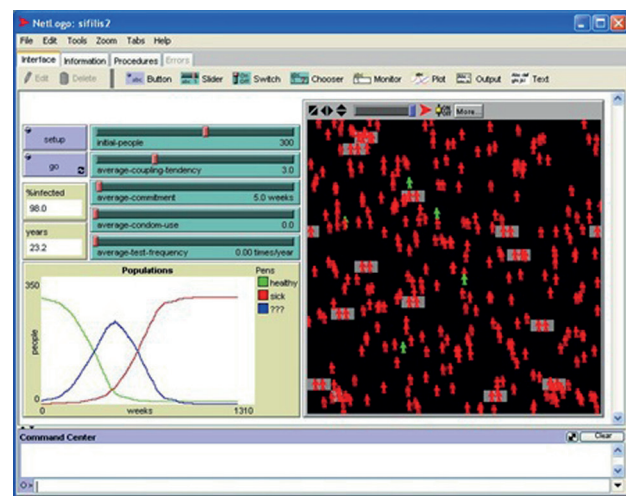 NetLogo: sifilis2
File Edit Tools Zoom Tabs Help
Interface Information Procedures Errors
Edit Delete Button Slider Switch Chooser Monitor Plot Output Text
More...
setup
initial-people 300
go
average-coupling-tendency 3.0
%infected
98.0
average-commitment 5.0 weeks
average-condom-use 0.0
years
23.2
average-test-frequency 0.00 times/year
Populations
Pens
350
healthy
sick
???
people
0
0 weeks 1310
Command Center Clear
O>